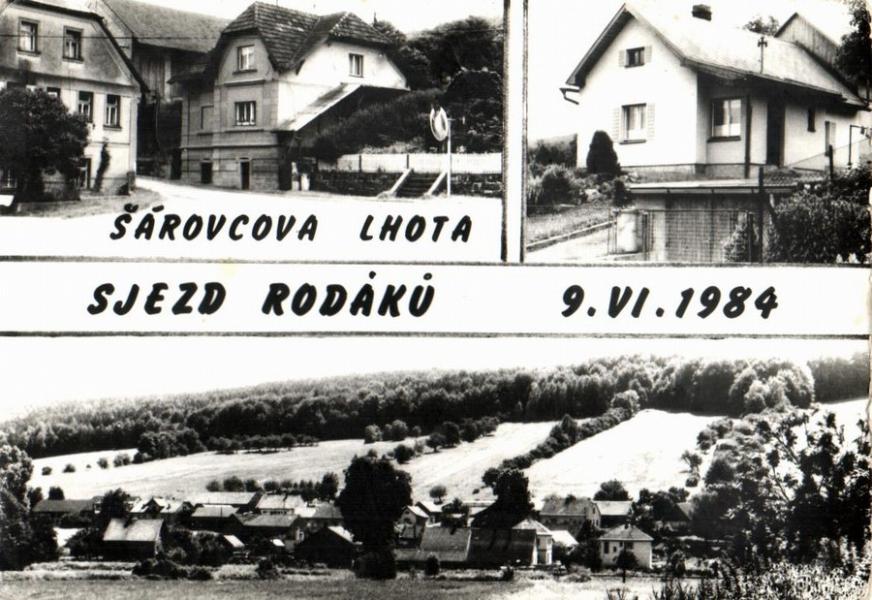 ŠÁROVCOVA LHOTA
SJEZD RODÁKŮ 9.VI.1984